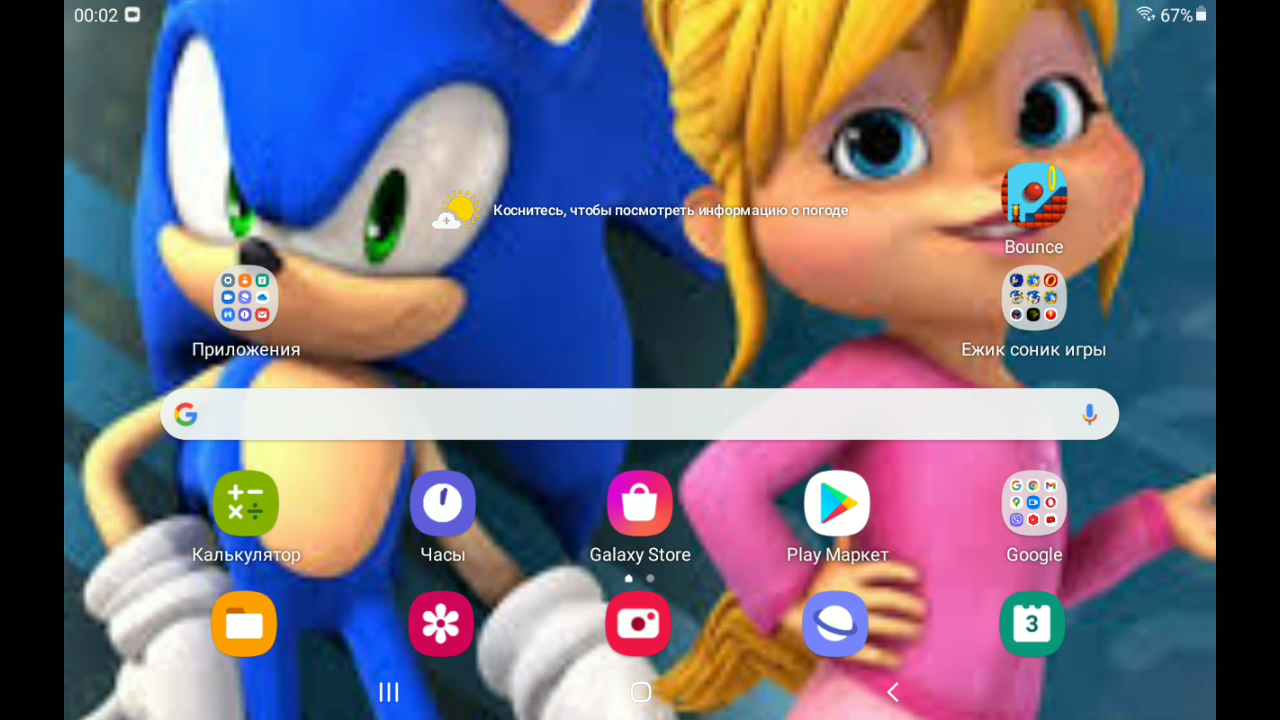 00:02
67%
Коснитесь, чтобы посмотреть информацию о погоде
Bounce
Приложения
Ежик соник игры
Калькулятор
Часы
Galaxy Store
Play Маркет
Google
3